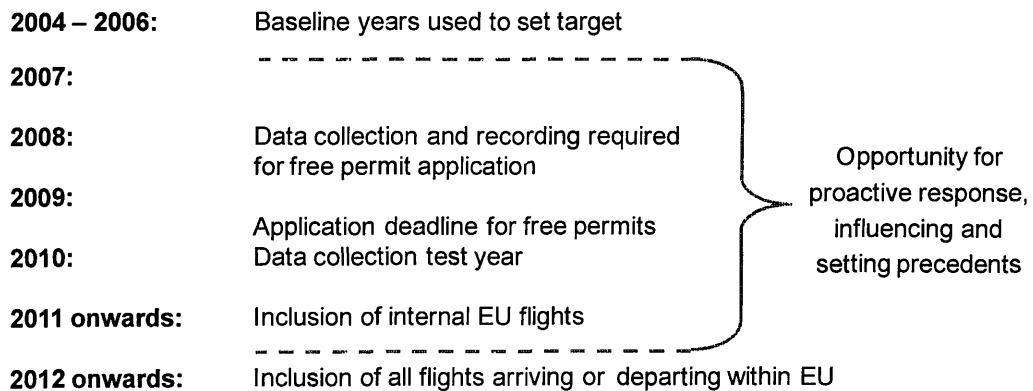 2004 – 2006: Baseline years used to set target
2007:
2008: Data collection and recording required
for free permit application
2009:
Application deadline for free permits
2010: Data collection test year
2011 onwards: Inclusion of internal EU flights
2012 onwards: Inclusion of all flights arriving or departing within EU
Opportunity for
proactive response,
influencing and
setting precedents